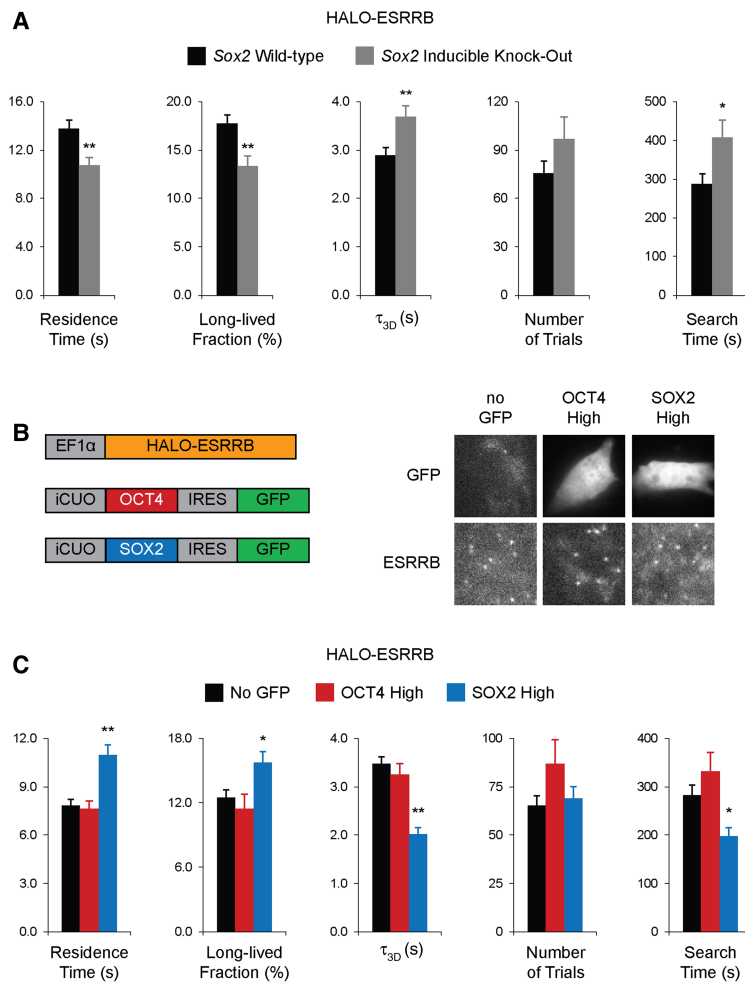 A
HALO-ESRRB
Sox2 Wild-type
Sox2 Inducible Knock-Out
16.0
12.0
8.0
4.0
0.0
**
Residence
Time (s)
20.0
15.0
10.0
5.0
0.0
**
Long-lived
Fraction (%)
4.0
3.0
2.0
1.0
0.0
**
τ3D (s)
120
90
60
30
0
Number
of Trials
500
400
300
200
100
0
*
Search
Time (s)
B
EF1α
HALO-ESRRB
iCUO
OCT4
IRES
GFP
iCUO
SOX2
IRES
GFP
no
GFP
OCT4
High
SOX2
High
GFP
ESRRB
C
HALO-ESRRB
No GFP
OCT4 High
SOX2 High
12.0
9.0
6.0
3.0
0.0
**
Residence
Time (s)
18.0
12.0
6.0
0.0
*
Long-lived
Fraction (%)
4.0
3.0
2.0
1.0
0.0
**
τ3D (s)
100
75
50
25
0
Number
of Trials
400
300
200
100
0
*
Search
Time (s)